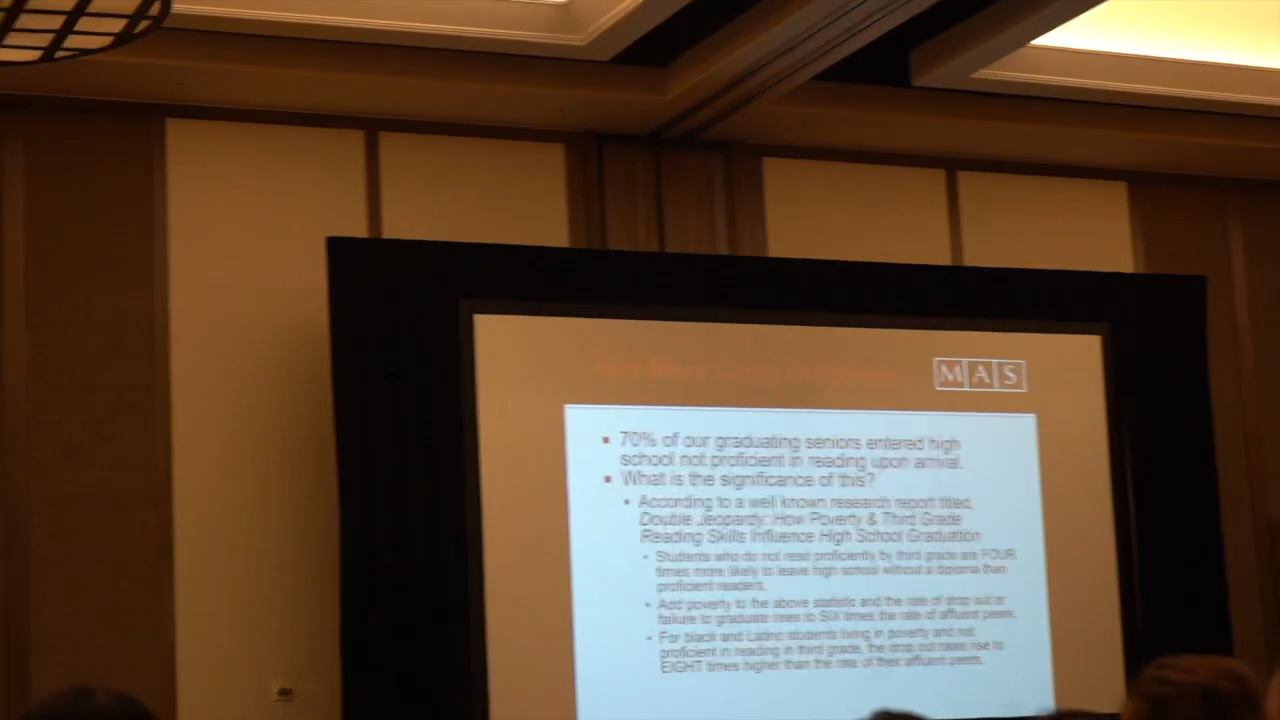 MAS
70% of our graduating seniors entered high
school not proficient in reading upon arrival.
What is the significance of this?
According to a well known research report titled,
Double Jeopardy: How Poverty & Third Grade
Reading Skills Influence High School Graduation
Students who do not read proficiently by third grade are FOUR
times more likely to leave high school without a diploma than
proficient readers.
Add poverty to the above statistic and the rate of drop out or
failure to graduate rises to SIX times the rate of affluent peers.
For black and Latino students living in poverty and not
proficient in reading in third grade, the drop out rates rise to
EIGHT times higher than the rate of their affluent peers.